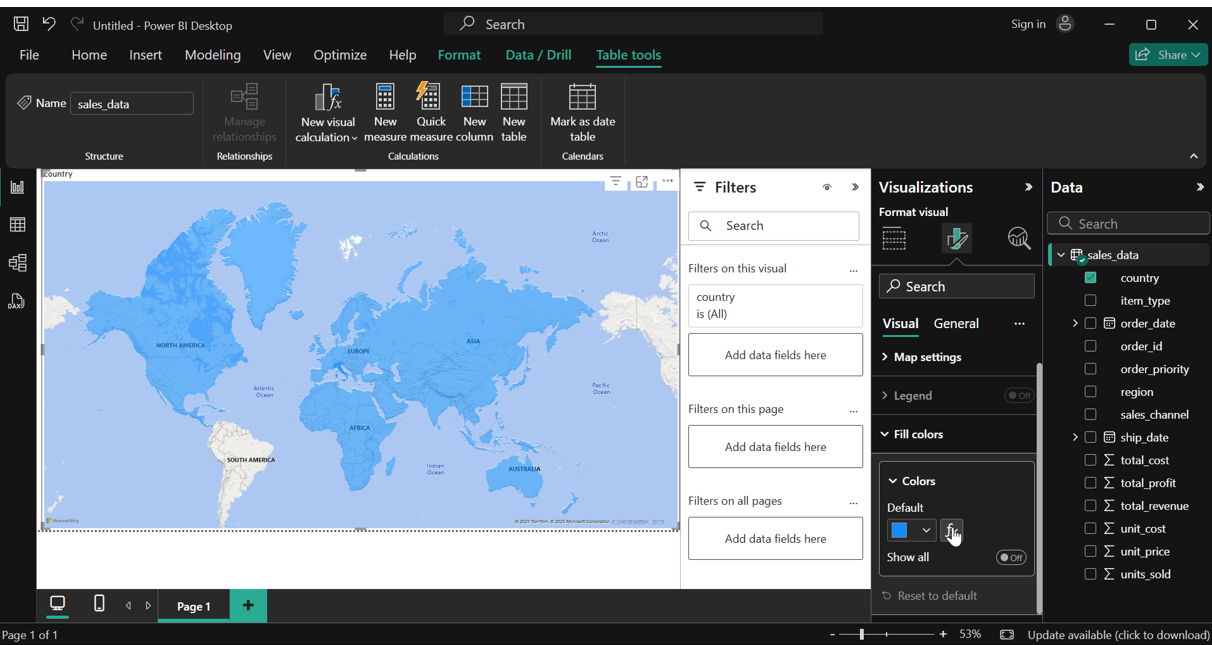 Untitled - Power BI Desktop
Search
Sign in
File
Home
Insert
Modeling
View
Optimize
Help
Format
Data / Drill
Table tools
Share
Name
sales_data
Structure
Manage
relationships
Relationships
New visual
calculation
New
measure
Quick
measure
New
column
New
table
Calculations
Mark as date
table
Calendars
DAX
country
Arctic
Ocean
NORTH AMERICA
EUROPE
ASIA
Atlantic
Ocean
Pacific
Ocean
AFRICA
SOUTH AMERICA
Indian
Ocean
AUSTRALIA
Microsoft Bing
© 2025 TomTom, © 2025 Microsoft Corporation, © OpenStreetMap Terms
Filters
Search
Filters on this visual
...
country
is (All)
Add data fields here
Filters on this page
...
Add data fields here
Filters on all pages
...
Add data fields here
Visualizations
Format visual
Search
Visual
General
...
Map settings
Legend
Off
Fill colors
Colors
Default
fx
Show all
Off
Reset to default
Data
Search
sales_data
country
item_type
order_date
order_id
order_priority
region
sales_channel
ship_date
total_cost
total_profit
total_revenue
unit_cost
unit_price
units_sold
Page 1
+
Page 1 of 1
- + 53%
Update available (click to download)